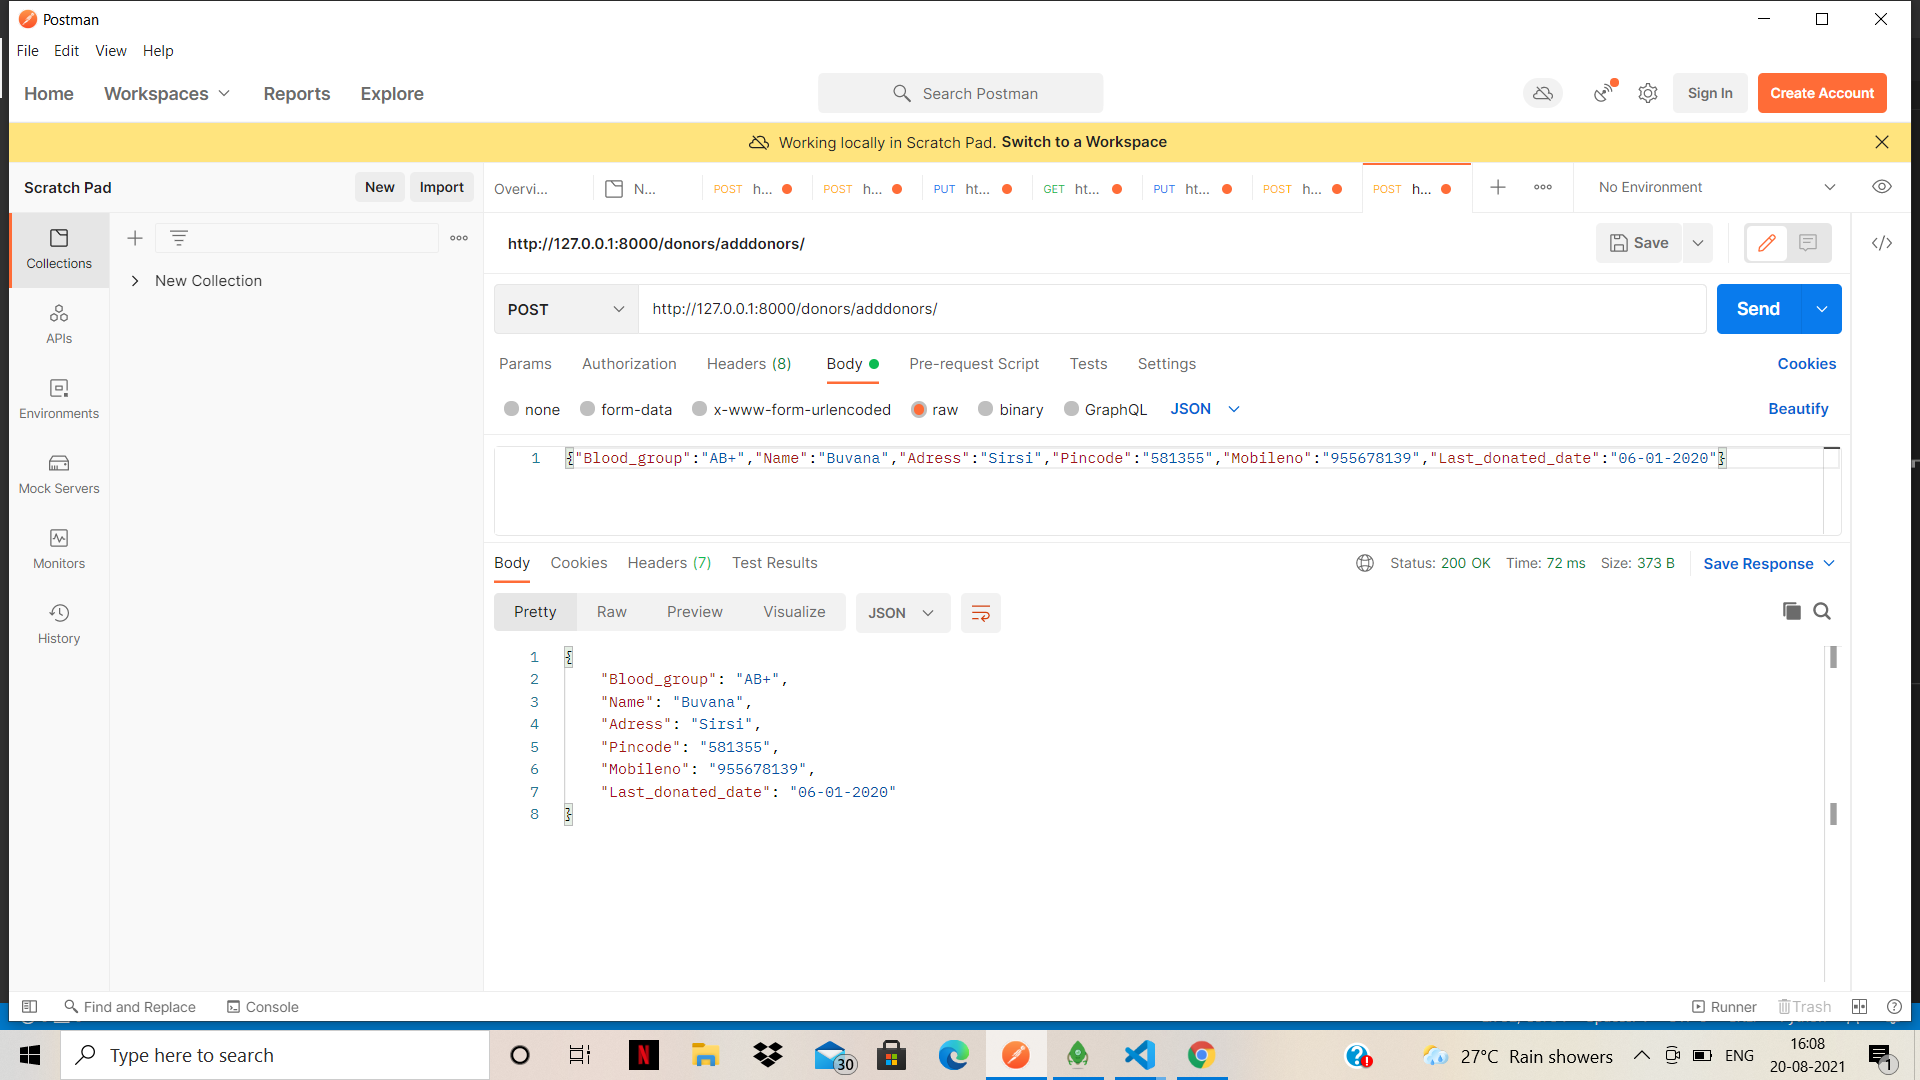 Postman
File Edit View Help
Home Workspaces Reports Explore Search Postman Sign In Create Account
Working locally in Scratch Pad. Switch to a Workspace
Scratch Pad New Import Overvi... N... POST h... POST h... PUT ht... GET ht... PUT ht... POST h... POST h... No Environment
http://127.0.0.1:8000/donors/adddonors/ Save
Collections
New Collection
POST http://127.0.0.1:8000/donors/adddonors/ Send
APIs
Params Authorization Headers (8) Body Pre-request Script Tests Settings Cookies
Environments
none form-data x-www-form-urlencoded raw binary GraphQL JSON Beautify
1 {"Blood_group":"AB+","Name":"Buvana","Adress":"Sirsi","Pincode":"581355","Mobileno":"955678139","Last_donated_date":"06-01-2020"}
Mock Servers
Monitors
History
Body Cookies Headers (7) Test Results Status: 200 OK Time: 72 ms Size: 373 B Save Response
Pretty Raw Preview Visualize JSON
1 {
2 "Blood_group": "AB+",
3 "Name": "Buvana",
4 "Adress": "Sirsi",
5 "Pincode": "581355",
6 "Mobileno": "955678139",
7 "Last_donated_date": "06-01-2020"
8 }
Find and Replace Console Runner Trash
Type here to search 30 27°C Rain showers ENG 16:08
20-08-2021 1